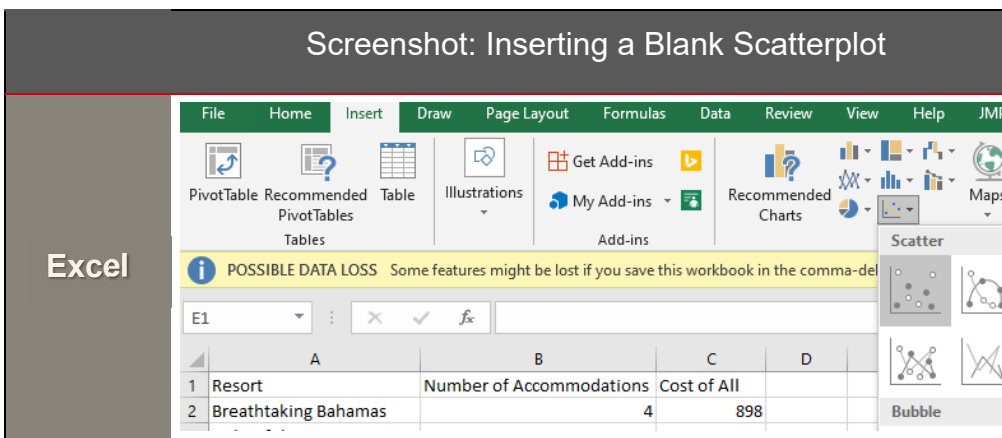 Screenshot: Inserting a Blank Scatterplot
File Home Insert Draw Page Layout Formulas Data Review View Help
PivotTable Recommended PivotTables Table Illustrations Get Add-ins My Add-ins Recommended Charts Maps
Tables Add-ins
Scatter
Excel
POSSIBLE DATA LOSS Some features might be lost if you save this workbook in the
E1 fx
A B C D
1 Resort Number of Accommodations Cost of All
2 Breathtaking Bahamas 4 898
Bubble